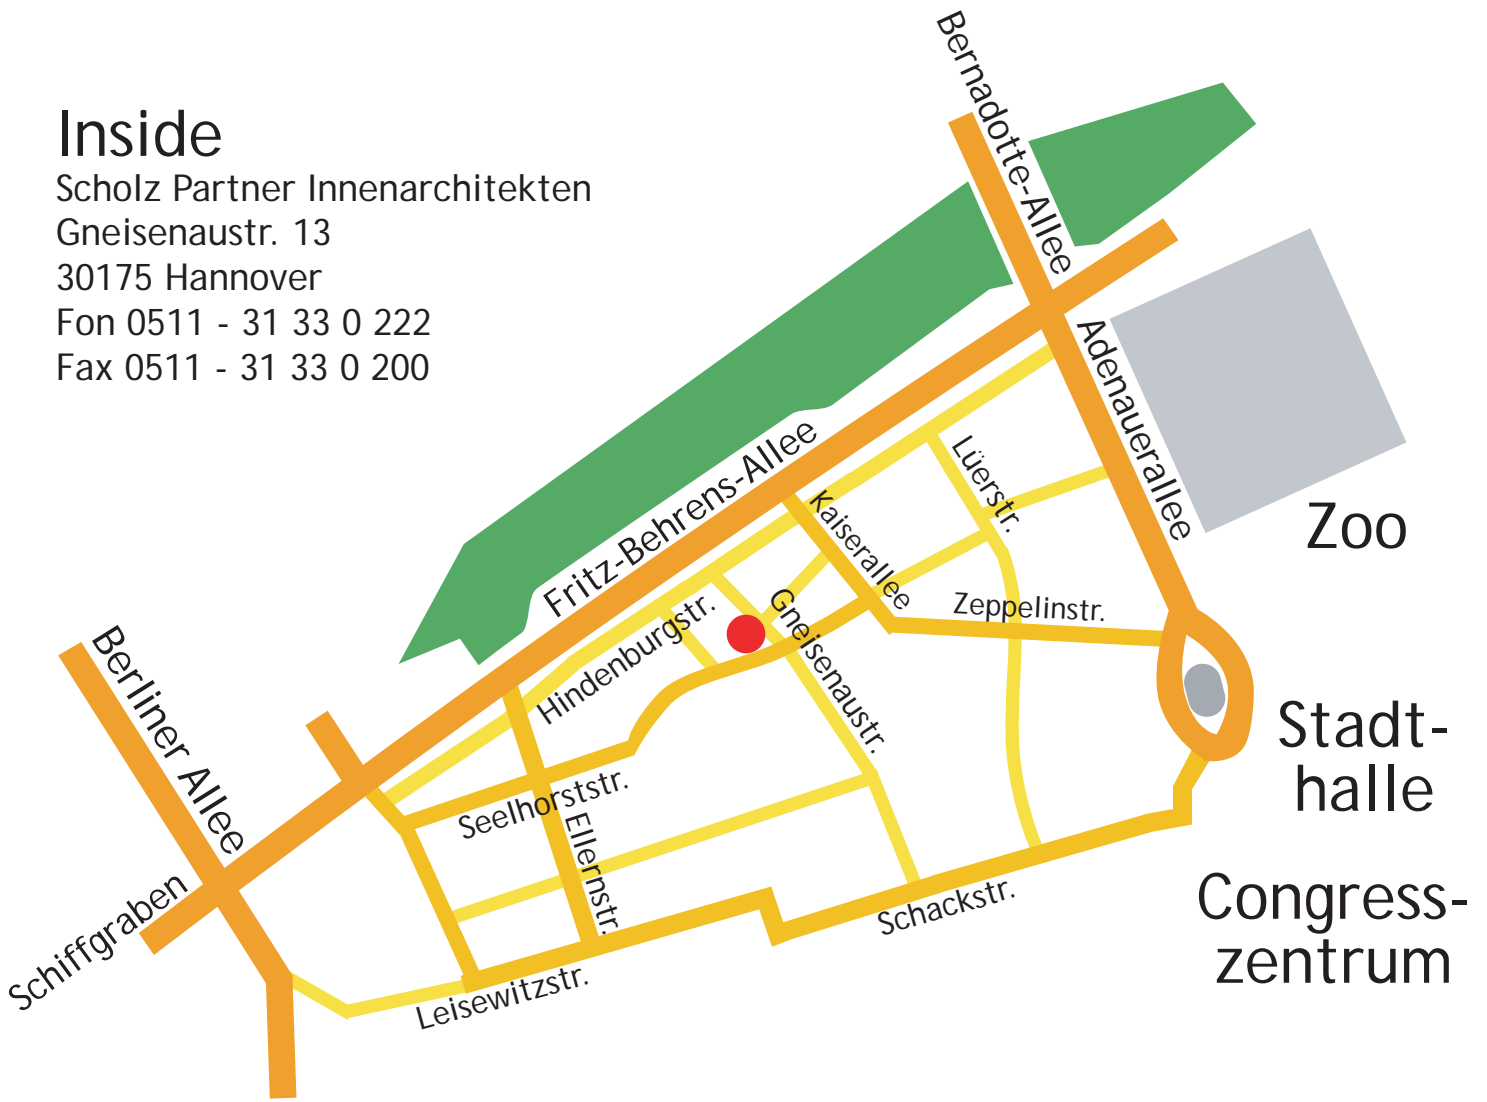 Inside
Scholz Partner Innenarchitekten
Gneisenaustr. 13
30175 Hannover
Fon 0511 - 31 33 0 222
Fax 0511 - 31 33 0 200
Bernadotte-Allee
Adenauerallee
Fritz-Behrens-Allee
Lüerstr.
Kaiserallee
Zoo
Zeppelinstr.
Hindenburgstr.
Gneisenaustr.
Berliner Allee
Seelhorststr.
Ellernstr.
Stadt-
halle
Schiffgraben
Schackstr.
Leisewitzstr.
Congress-
zentrum